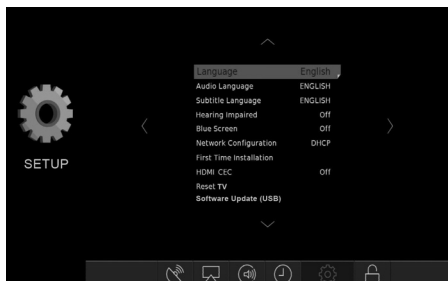 Language English
Audio Language ENGLISH
Subtitle Language ENGLISH
Hearing Impaired Off
Blue Screen Off
Network Configuration DHCP
First Time Installation
HDMI CEC Off
Reset TV
Software Update (USB)
SETUP